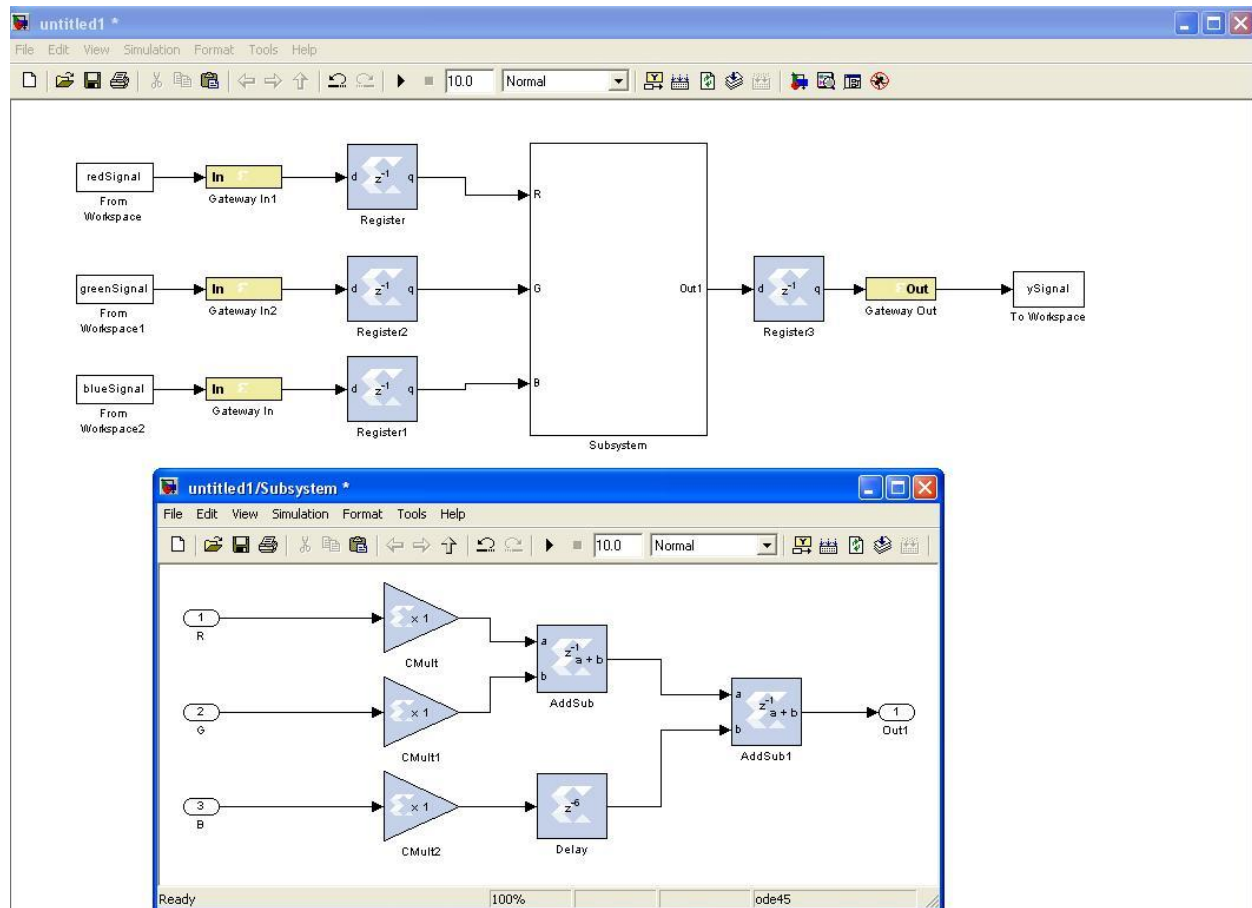 untitled1 *
File Edit View Simulation Format Tools Help
10.0 Normal
redSignal
From
Workspace
In
Gateway In1
d z-1 q
Register
greenSignal
From
Workspace1
In
Gateway In2
d z-1 q
Register2
blueSignal
From
Workspace2
In
Gateway In
d z-1 q
Register1
R
G
B
Out1
Subsystem
d z-1 q
Register3
Out
Gateway Out
ySignal
To Workspace
untitled1/Subsystem *
File Edit View Simulation Format Tools Help
10.0 Normal
1
R
x 1
CMult
2
G
x 1
CMult1
3
B
x 1
CMult2
a
b
z-1
a + b
AddSub
z-6
Delay
a
b
z-1
a + b
AddSub1
1
Out1
Ready 100% ode45